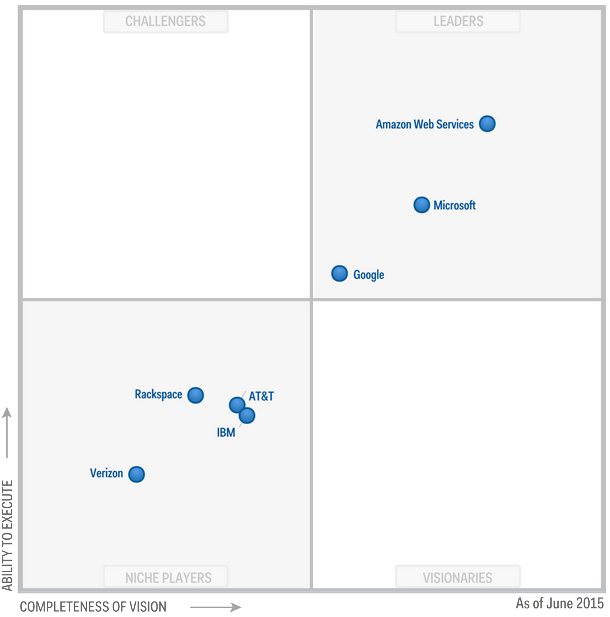 CHALLENGERS
LEADERS
Amazon Web Services
Microsoft
Google
Rackspace
AT&T
IBM
Verizon
NICHE PLAYERS
VISIONARIES
ABILITY TO EXECUTE
COMPLETENESS OF VISION
As of June 2015